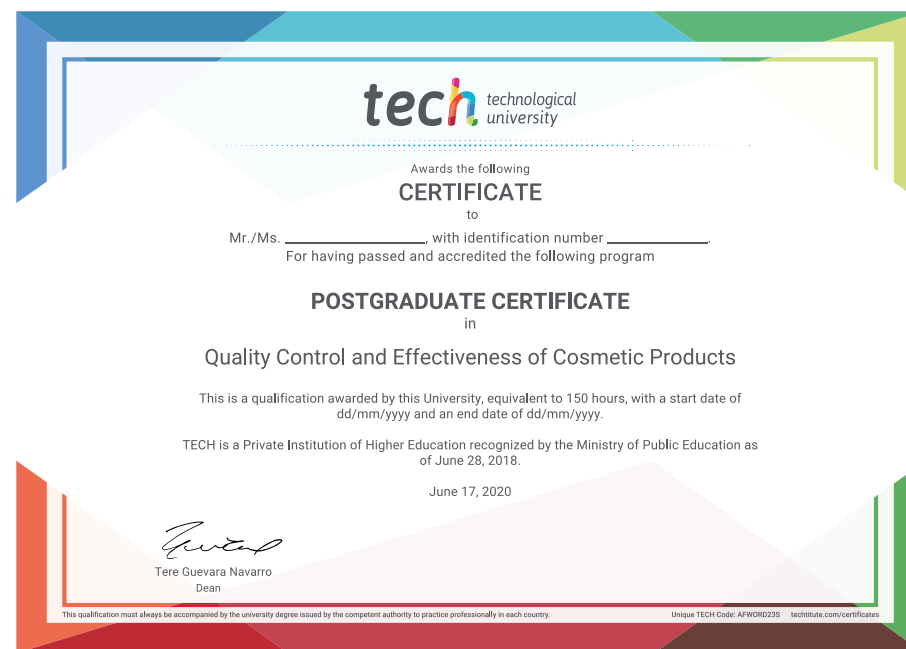 tech technological
university
Awards the following
CERTIFICATE
to
Mr./Ms. ____________________, with identification number ______________.
For having passed and accredited the following program
POSTGRADUATE CERTIFICATE
in
Quality Control and Effectiveness of Cosmetic Products
This is a qualification awarded by this University, equivalent to 150 hours, with a start date of
dd/mm/yyyy and an end date of dd/mm/yyyy.
TECH is a Private Institution of Higher Education recognized by the Ministry of Public Education as
of June 28, 2018.
June 17, 2020
Tere Guevara Navarro
Dean
This qualification must always be accompanied by the university degree issued by the competent authority to practice professionally in each country.
Unique TECH Code: AFWORD23S techtitute.com/certificates